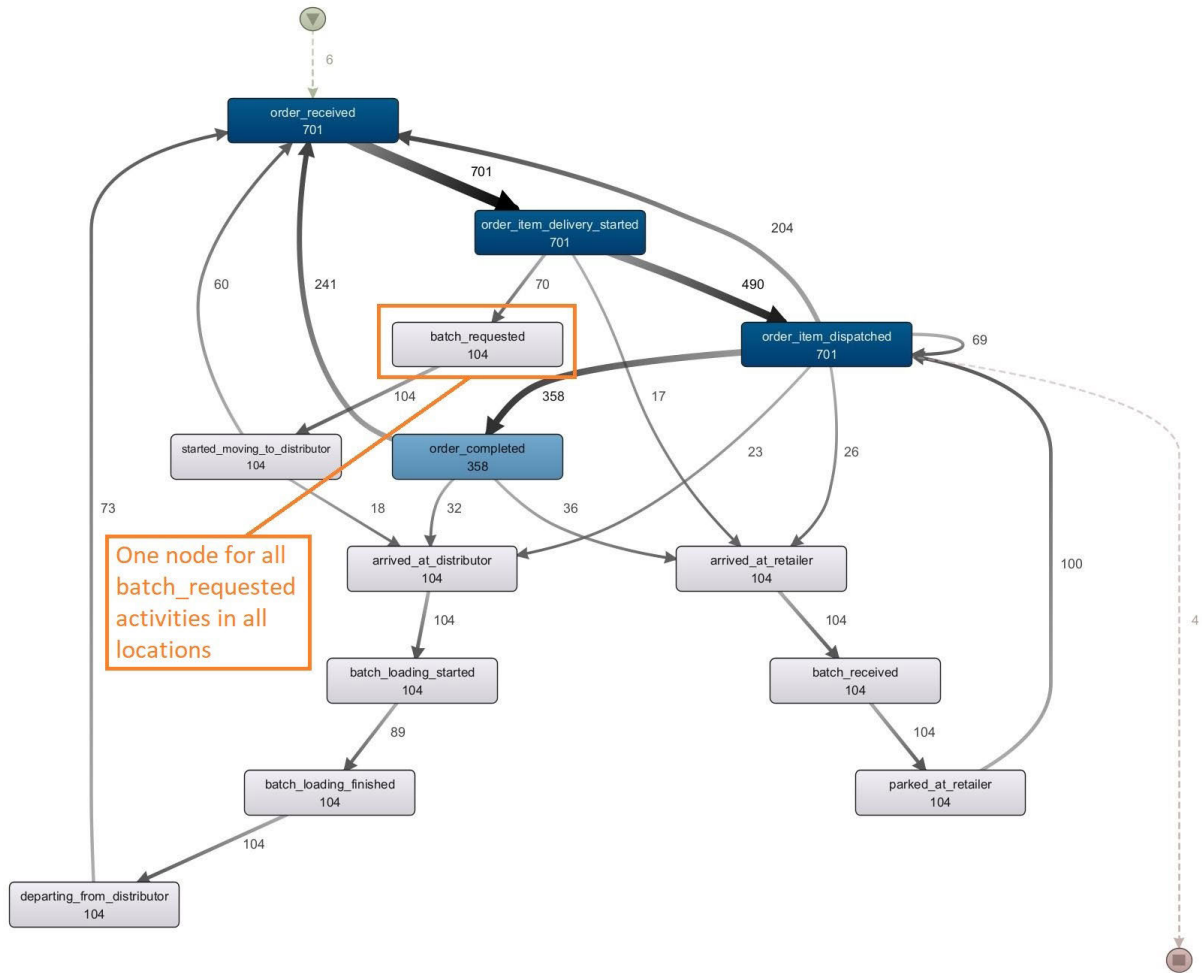 6
order_received
701
701
order_item_delivery_started
701
204
60
241
70
490
batch_requested
104
order_item_dispatched
701
69
104
358
17
started_moving_to_distributor
104
order_completed
358
23
26
73
18
32
36
One node for all
batch_requested
activities in all
locations
arrived_at_distributor
104
arrived_at_retailer
104
100
104
104
4
batch_loading_started
104
batch_received
104
89
104
batch_loading_finished
104
parked_at_retailer
104
104
departing_from_distributor
104